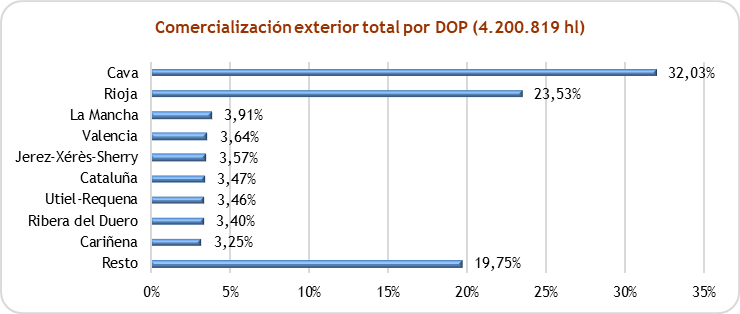 Comercialización exterior total por DOP (4.200.819 hl)
Cava 32,03%
Rioja 23,53%
La Mancha 3,91%
Valencia 3,64%
Jerez-Xérès-Sherry 3,57%
Cataluña 3,47%
Utiel-Requena 3,46%
Ribera del Duero 3,40%
Cariñena 3,25%
Resto 19,75%
0% 5% 10% 15% 20% 25% 30% 35%